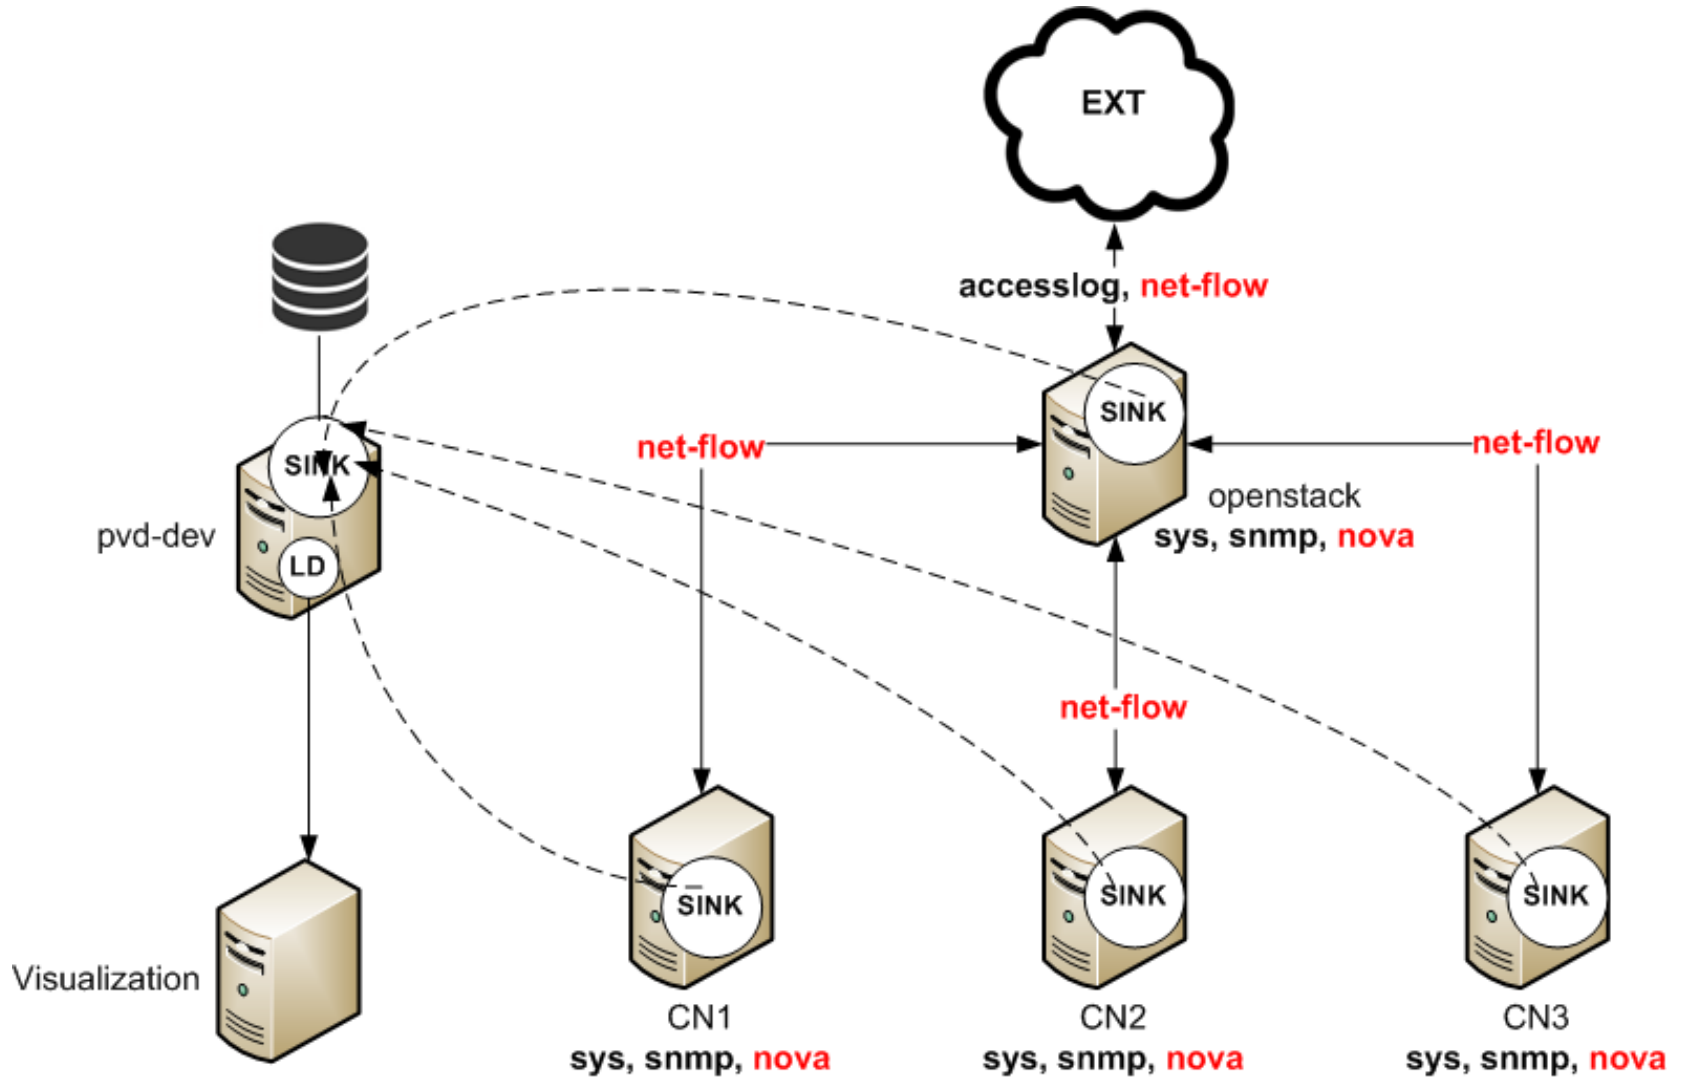 EXT
accesslog, net-flow
SINK
net-flow
net-flow
SINK
openstack
sys, snmp, nova
pvd-dev
LD
net-flow
SINK
SINK
SINK
Visualization
CN1
CN2
CN3
sys, snmp, nova
sys, snmp, nova
sys, snmp, nova